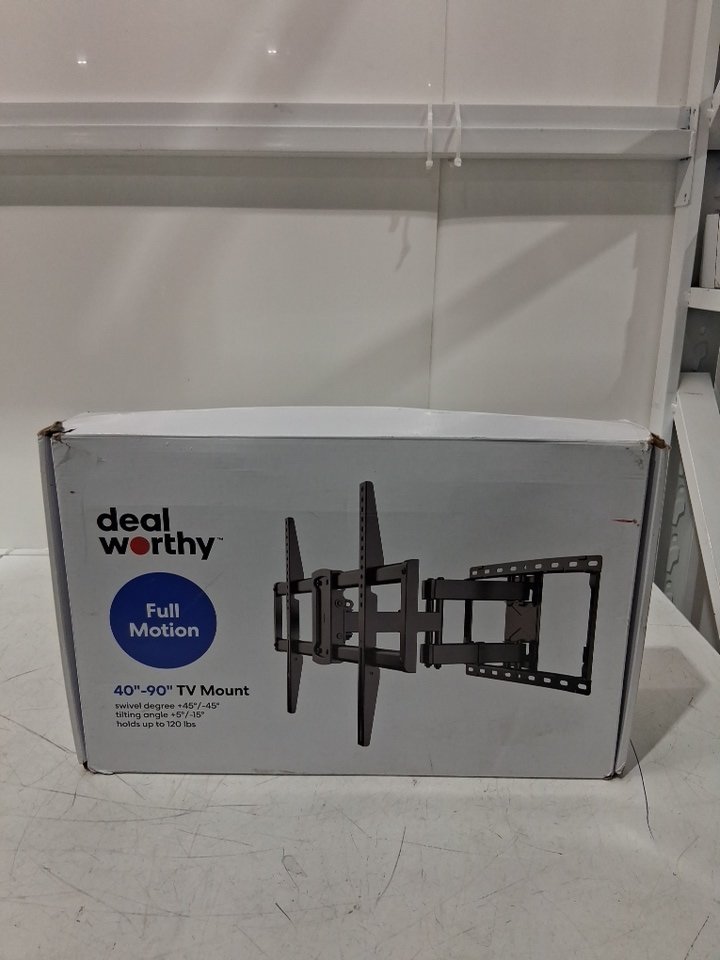 deal
worthy™
Full
Motion
40"-90" TV Mount
swivel degree +45°/-45°
tilting angle +5°/-15°
holds up to 120 lbs